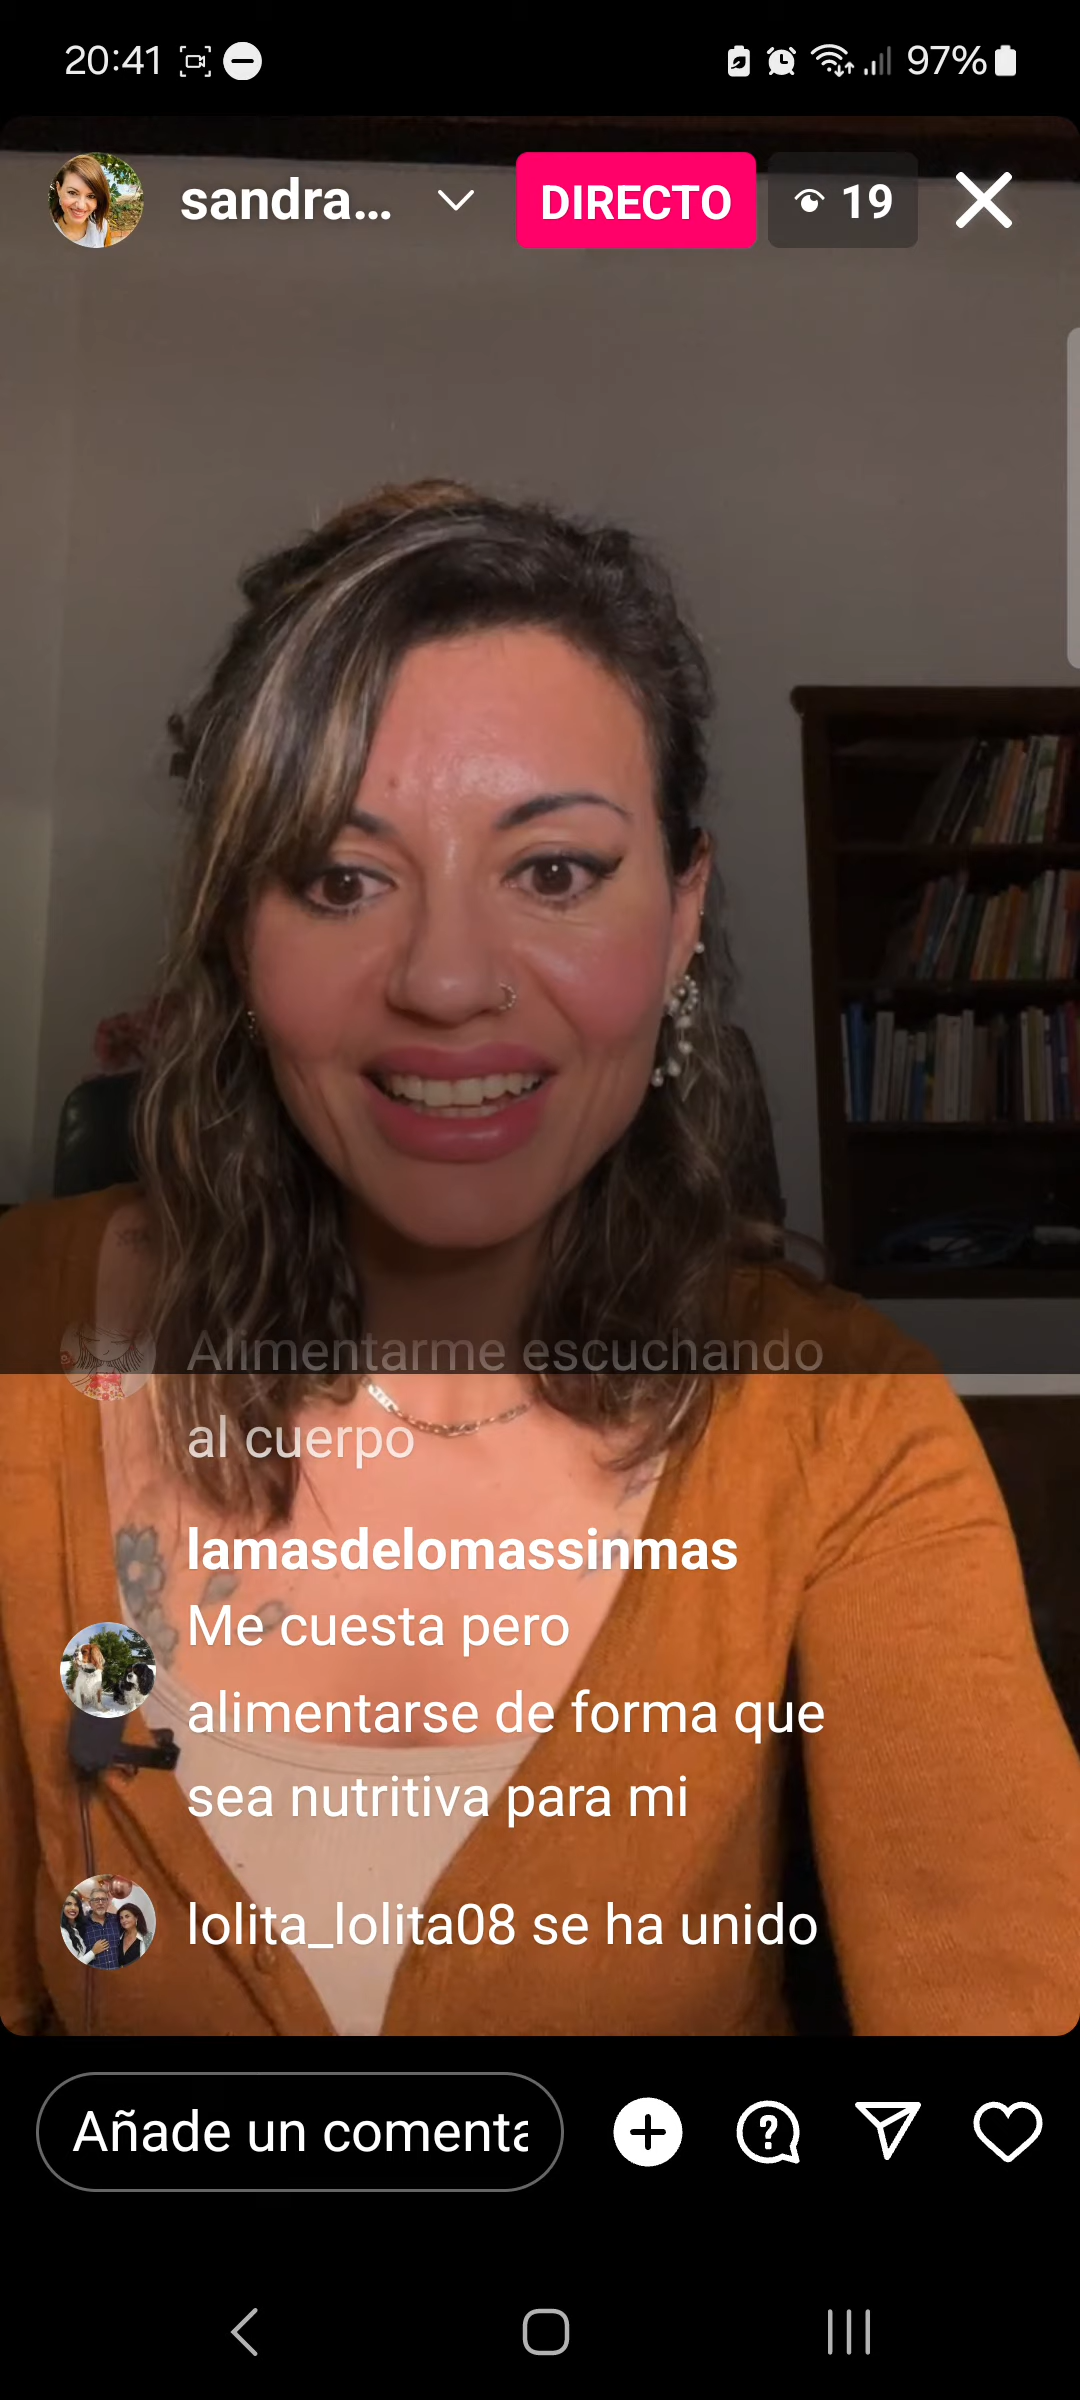 20:41
97%
sandra...
DIRECTO
19
Alimentarme escuchando
al cuerpo
lamasdelomassinmas
Me cuesta pero
alimentarse de forma que
sea nutritiva para mi
lolita_lolita08 se ha unido
Añade un comenta